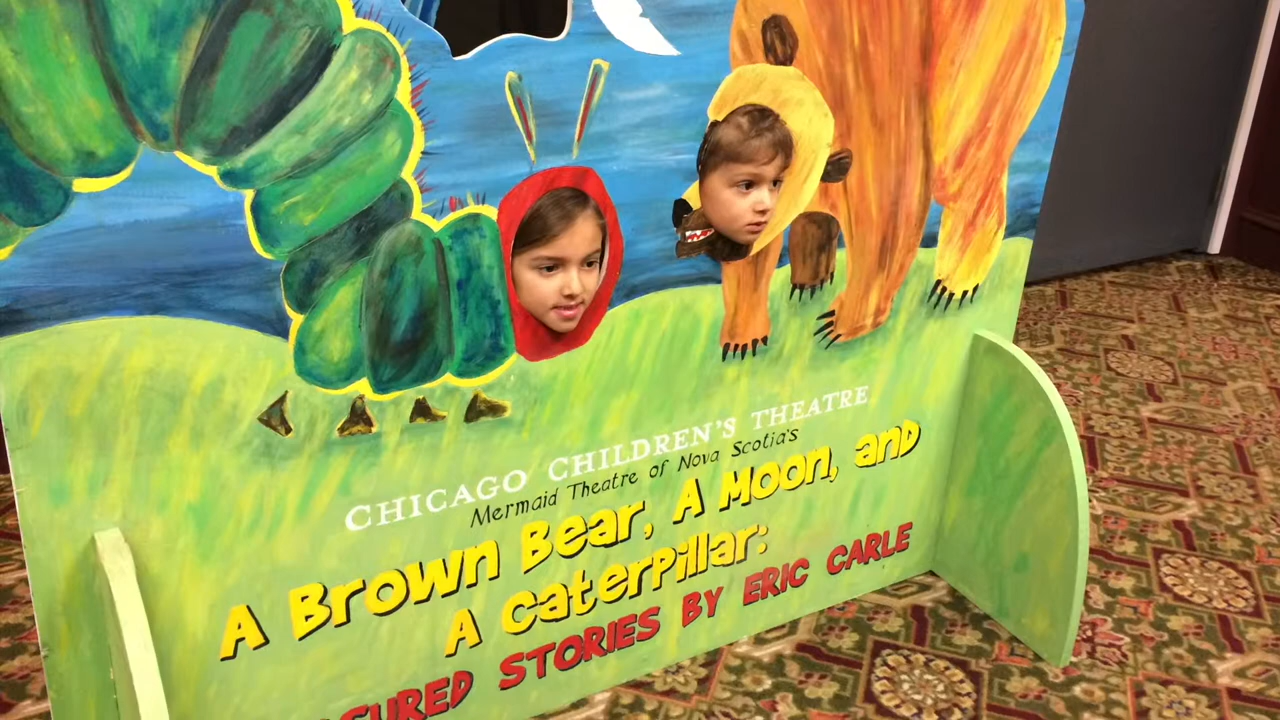 CHICAGO CHILDREN'S THEATRE
Mermaid Theatre of Nova Scotia's
A Brown Bear, A Moon, and
A Caterpillar:
STORIES BY ERIC CARLE